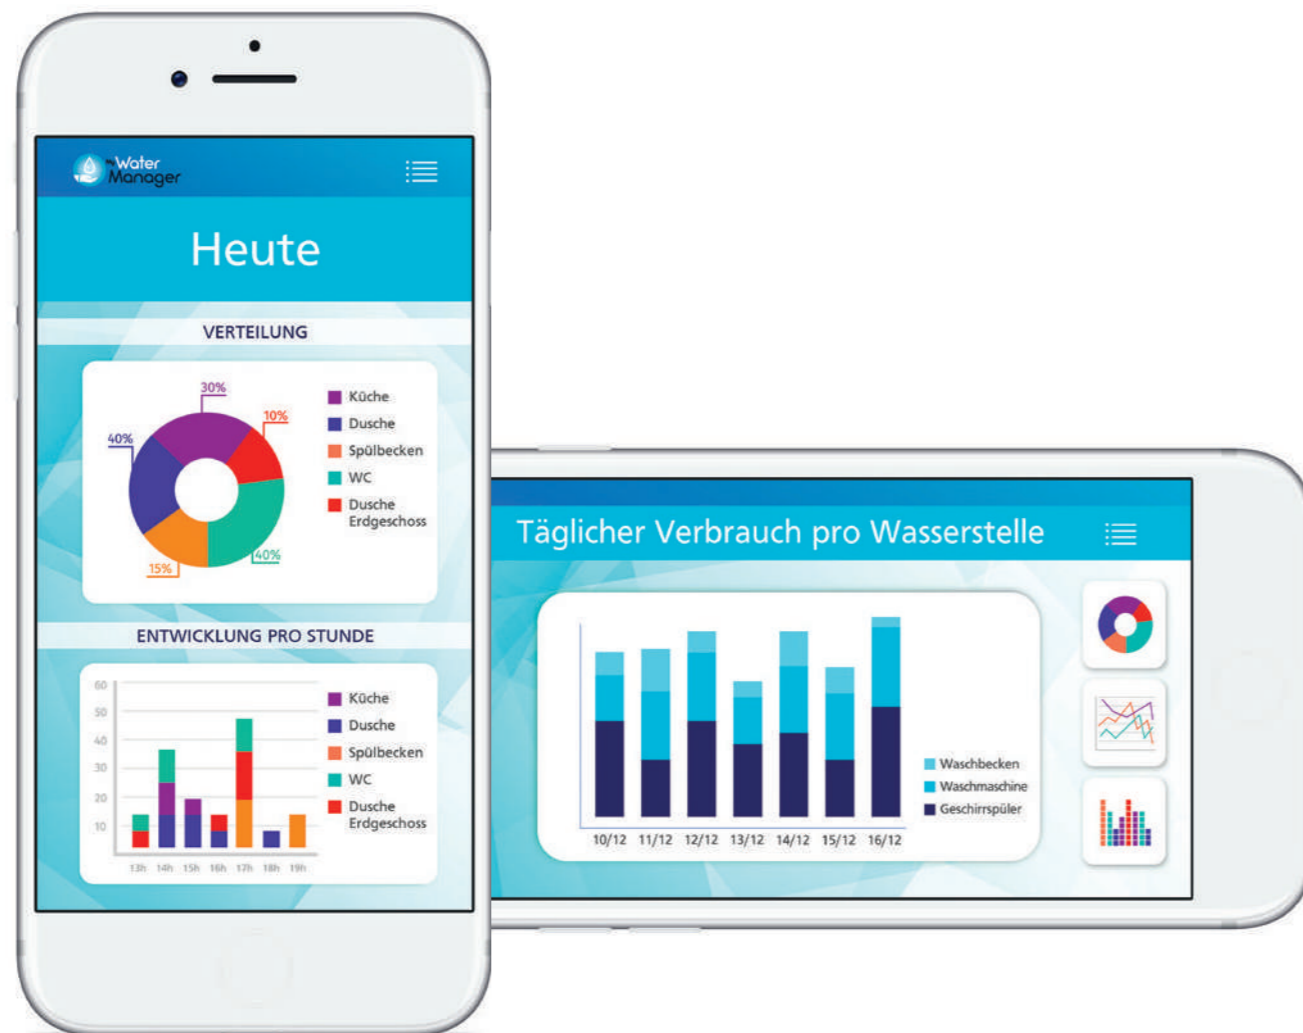 My Water
Manager
Heute
VERTEILUNG
30%
10%
40%
15%
40%
Küche
Dusche
Spülbecken
WC
Dusche
Erdgeschoss
ENTWICKLUNG PRO STUNDE
60
50
40
30
20
10
13h 14h 15h 16h 17h 18h 19h
Küche
Dusche
Spülbecken
WC
Dusche
Erdgeschoss
Täglicher Verbrauch pro Wasserstelle
10/12 11/12 12/12 13/12 14/12 15/12 16/12
Waschbecken
Waschmaschine
Geschirrspüler